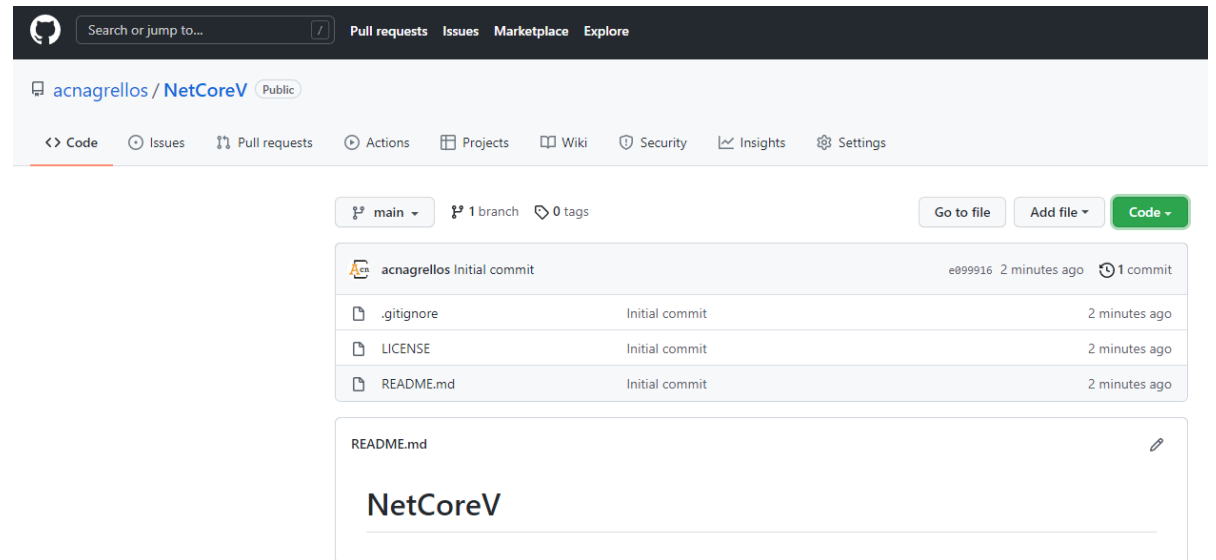 Search or jump to... / Pull requests Issues Marketplace Explore
acnagrellos / NetCoreV Public
<> Code Issues Pull requests Actions Projects Wiki Security Insights Settings
main 1 branch 0 tags Go to file Add file Code
Acn acnagrellos Initial commit e099916 2 minutes ago 1 commit
.gitignore Initial commit 2 minutes ago
LICENSE Initial commit 2 minutes ago
README.md Initial commit 2 minutes ago
README.md
NetCoreV